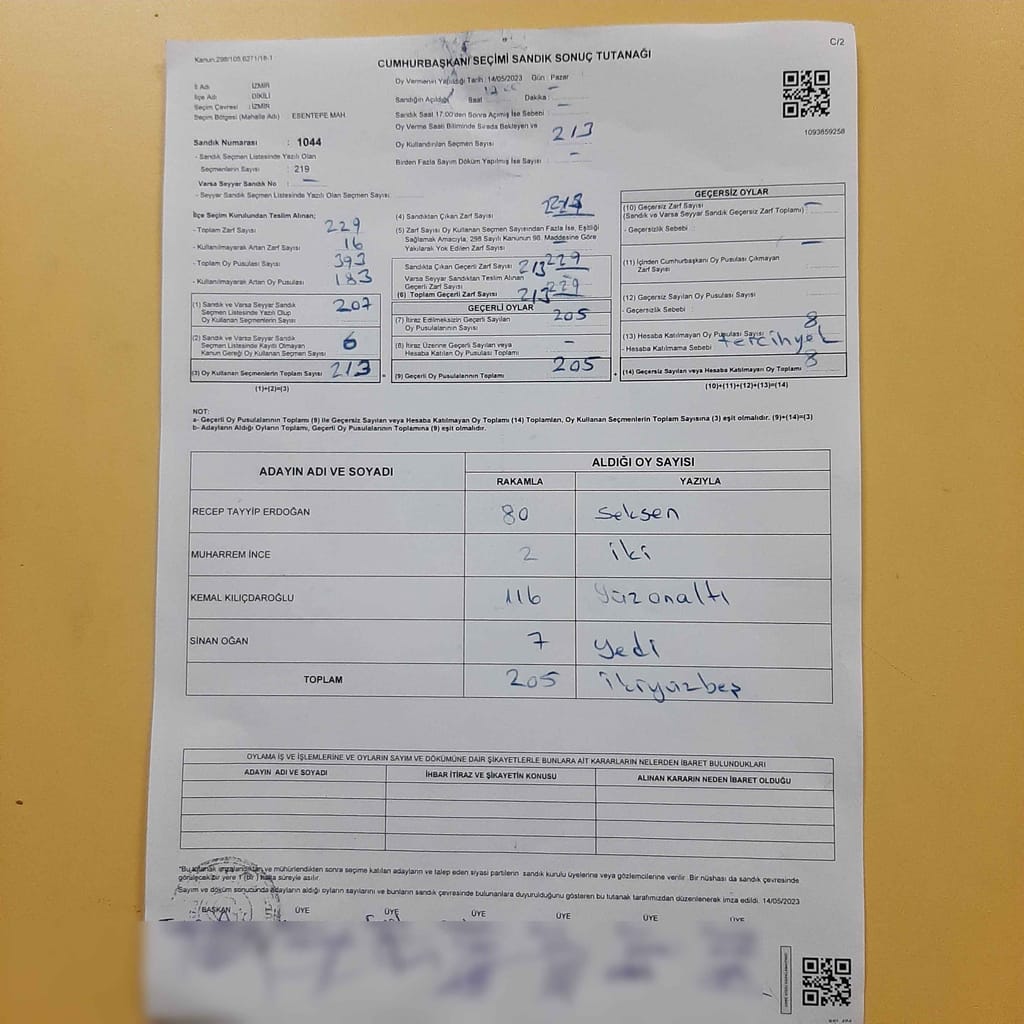 Kanun:298/105,6271/18-1
C/2
CUMHURBAŞKANI SEÇİMİ SANDIK SONUÇ TUTANAĞI
İl Adı : İZMİR
İlçe Adı : DİKİLİ
Seçim Çevresi : İZMİR
Seçim Bölgesi (Mahalle Adı) : ESENTEPE MAH.
Sandık Numarası : 1044
- Sandık Seçmen Listesinde Yazılı Olan
Seçmenlerin Sayısı : 219
Varsa Seyyar Sandık No : —
- Seyyar Sandık Seçmen Listesinde Yazılı Olan Seçmen Sayısı
Oy Vermenin Yapıldığı Tarih :14/05/2023 Gün : Pazar
Sandığın Açıldığı Saat Dakika : —
Sandık Saat 17:00'den Sonra Açılmış İse Sebebi : —
Oy Verme Saati Bitiminde Sırada Bekleyen ve
Oy Kullandırılan Seçmen Sayısı 213
Birden Fazla Sayım Döküm Yapılmış İse Sayısı : —
1093859258
İlçe Seçim Kurulundan Teslim Alınan;
- Toplam Zarf Sayısı 229
- Kullanılmayarak Artan Zarf Sayısı 16
- Toplam Oy Pusulası Sayısı 393
- Kullanılmayarak Artan Oy Pusulası 183
(1) Sandık ve Varsa Seyyar Sandık
Seçmen Listesinde Yazılı Olup
Oy Kullanan Seçmenlerin Sayısı 207
(2) Sandık ve Varsa Seyyar Sandık
Seçmen Listesinde Kayıtlı Olmayan
Kanun Gereği Oy Kullanan Seçmen Sayısı 6
(3) Oy Kullanan Seçmenlerin Toplam Sayısı 213
(1)+(2)=(3)
(4) Sandıktan Çıkan Zarf Sayısı
(5) Zarf Sayısı Oy Kullanan Seçmen Sayısından Fazla İse, Eşitliği
Sağlamak Amacıyla, 298 Sayılı Kanunun 98. Maddesine Göre
Yakılarak Yok Edilen Zarf Sayısı —
Sandıkta Çıkan Geçerli Zarf Sayısı 213 229
Varsa Seyyar Sandıktan Teslim Alınan
Geçerli Zarf Sayısı
(6) Toplam Geçerli Zarf Sayısı 213 229
GEÇERLİ OYLAR
(7) İtiraz Edilmeksizin Geçerli Sayılan
Oy Pusulalarının Sayısı 205
(8) İtiraz Üzerine Geçerli Sayılan veya
Hesaba Katılan Oy Pusulası Toplamı —
(9) Geçerli Oy Pusulalarının Toplamı 205
GEÇERSİZ OYLAR
(10) Geçersiz Zarf Sayısı
(Sandık ve Varsa Seyyar Sandık Geçersiz Zarf Toplamı) —
- Geçersizlik Sebebi : —
(11) İçinden Cumhurbaşkanı Oy Pusulası Çıkmayan
Zarf Sayısı
(12) Geçersiz Sayılan Oy Pusulası Sayısı
- Geçersizlik Sebebi :
(13) Hesaba Katılmayan Oy Pusulası Sayısı 8
- Hesaba Katılmama Sebebi : tercihyok
(14) Geçersiz Sayılan veya Hesaba Katılmayan Oy Toplamı 8
(10)+(11)+(12)+(13)=(14)
NOT:
a- Geçerli Oy Pusulalarının Toplamı (9) ile Geçersiz Sayılan veya Hesaba Katılmayan Oy Toplamı (14) Toplamları, Oy Kullanan Seçmenlerin Toplam Sayısına (3) eşit olmalıdır. (9)+(14)=(3)
b- Adayların Aldığı Oyların Toplamı, Geçerli Oy Pusulalarının Toplamına (9) eşit olmalıdır.
ADAYIN ADI VE SOYADI ALDIĞI OY SAYISI
RAKAMLA YAZIYLA
RECEP TAYYİP ERDOĞAN 80 seksen
MUHARREM İNCE 2 iki
KEMAL KILIÇDAROĞLU 116 yüzonaltı
SİNAN OĞAN 7 yedi
TOPLAM 205 ikiyüzbeş
OYLAMA İŞ VE İŞLEMLERİNE VE OYLARIN SAYIM VE DÖKÜMÜNE DAİR ŞİKAYETLERLE BUNLARA AİT KARARLARIN NELERDEN İBARET BULUNDUKLARI
ADAYIN ADI VE SOYADI İHBAR İTİRAZ VE ŞİKAYETİN KONUSU ALINAN KARARIN NEDEN İBARET OLDUĞU
*Bu tutanak imzalandıktan ve mühürlendikten sonra seçime katılan adayların ve talep eden siyasi partilerin sandık kurulu üyelerine veya gözlemcilerine verilir. Bir nüshası da sandık çevresinde
görülecek bir yere 1 (bir) hafta süreyle asılır.
Sayım ve döküm sonucunda adayların aldığı oyların sayılarını ve bunların sandık çevresinde bulunanlara duyurulduğunu gösteren bu tutanak tarafımızdan düzenlenerek imza edildi. 14/05/2023
BAŞKAN ÜYE ÜYE ÜYE ÜYE ÜYE ÜYE